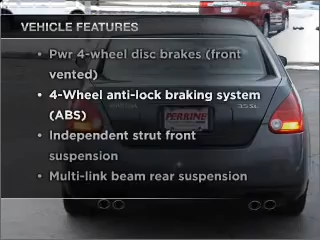 VEHICLE FEATURES
• Pwr 4-wheel disc brakes (front
vented)
• 4-Wheel anti-lock braking system
(ABS)
• Independent strut front
suspension
• Multi-link beam rear suspension
3.5 SL
PERRINE